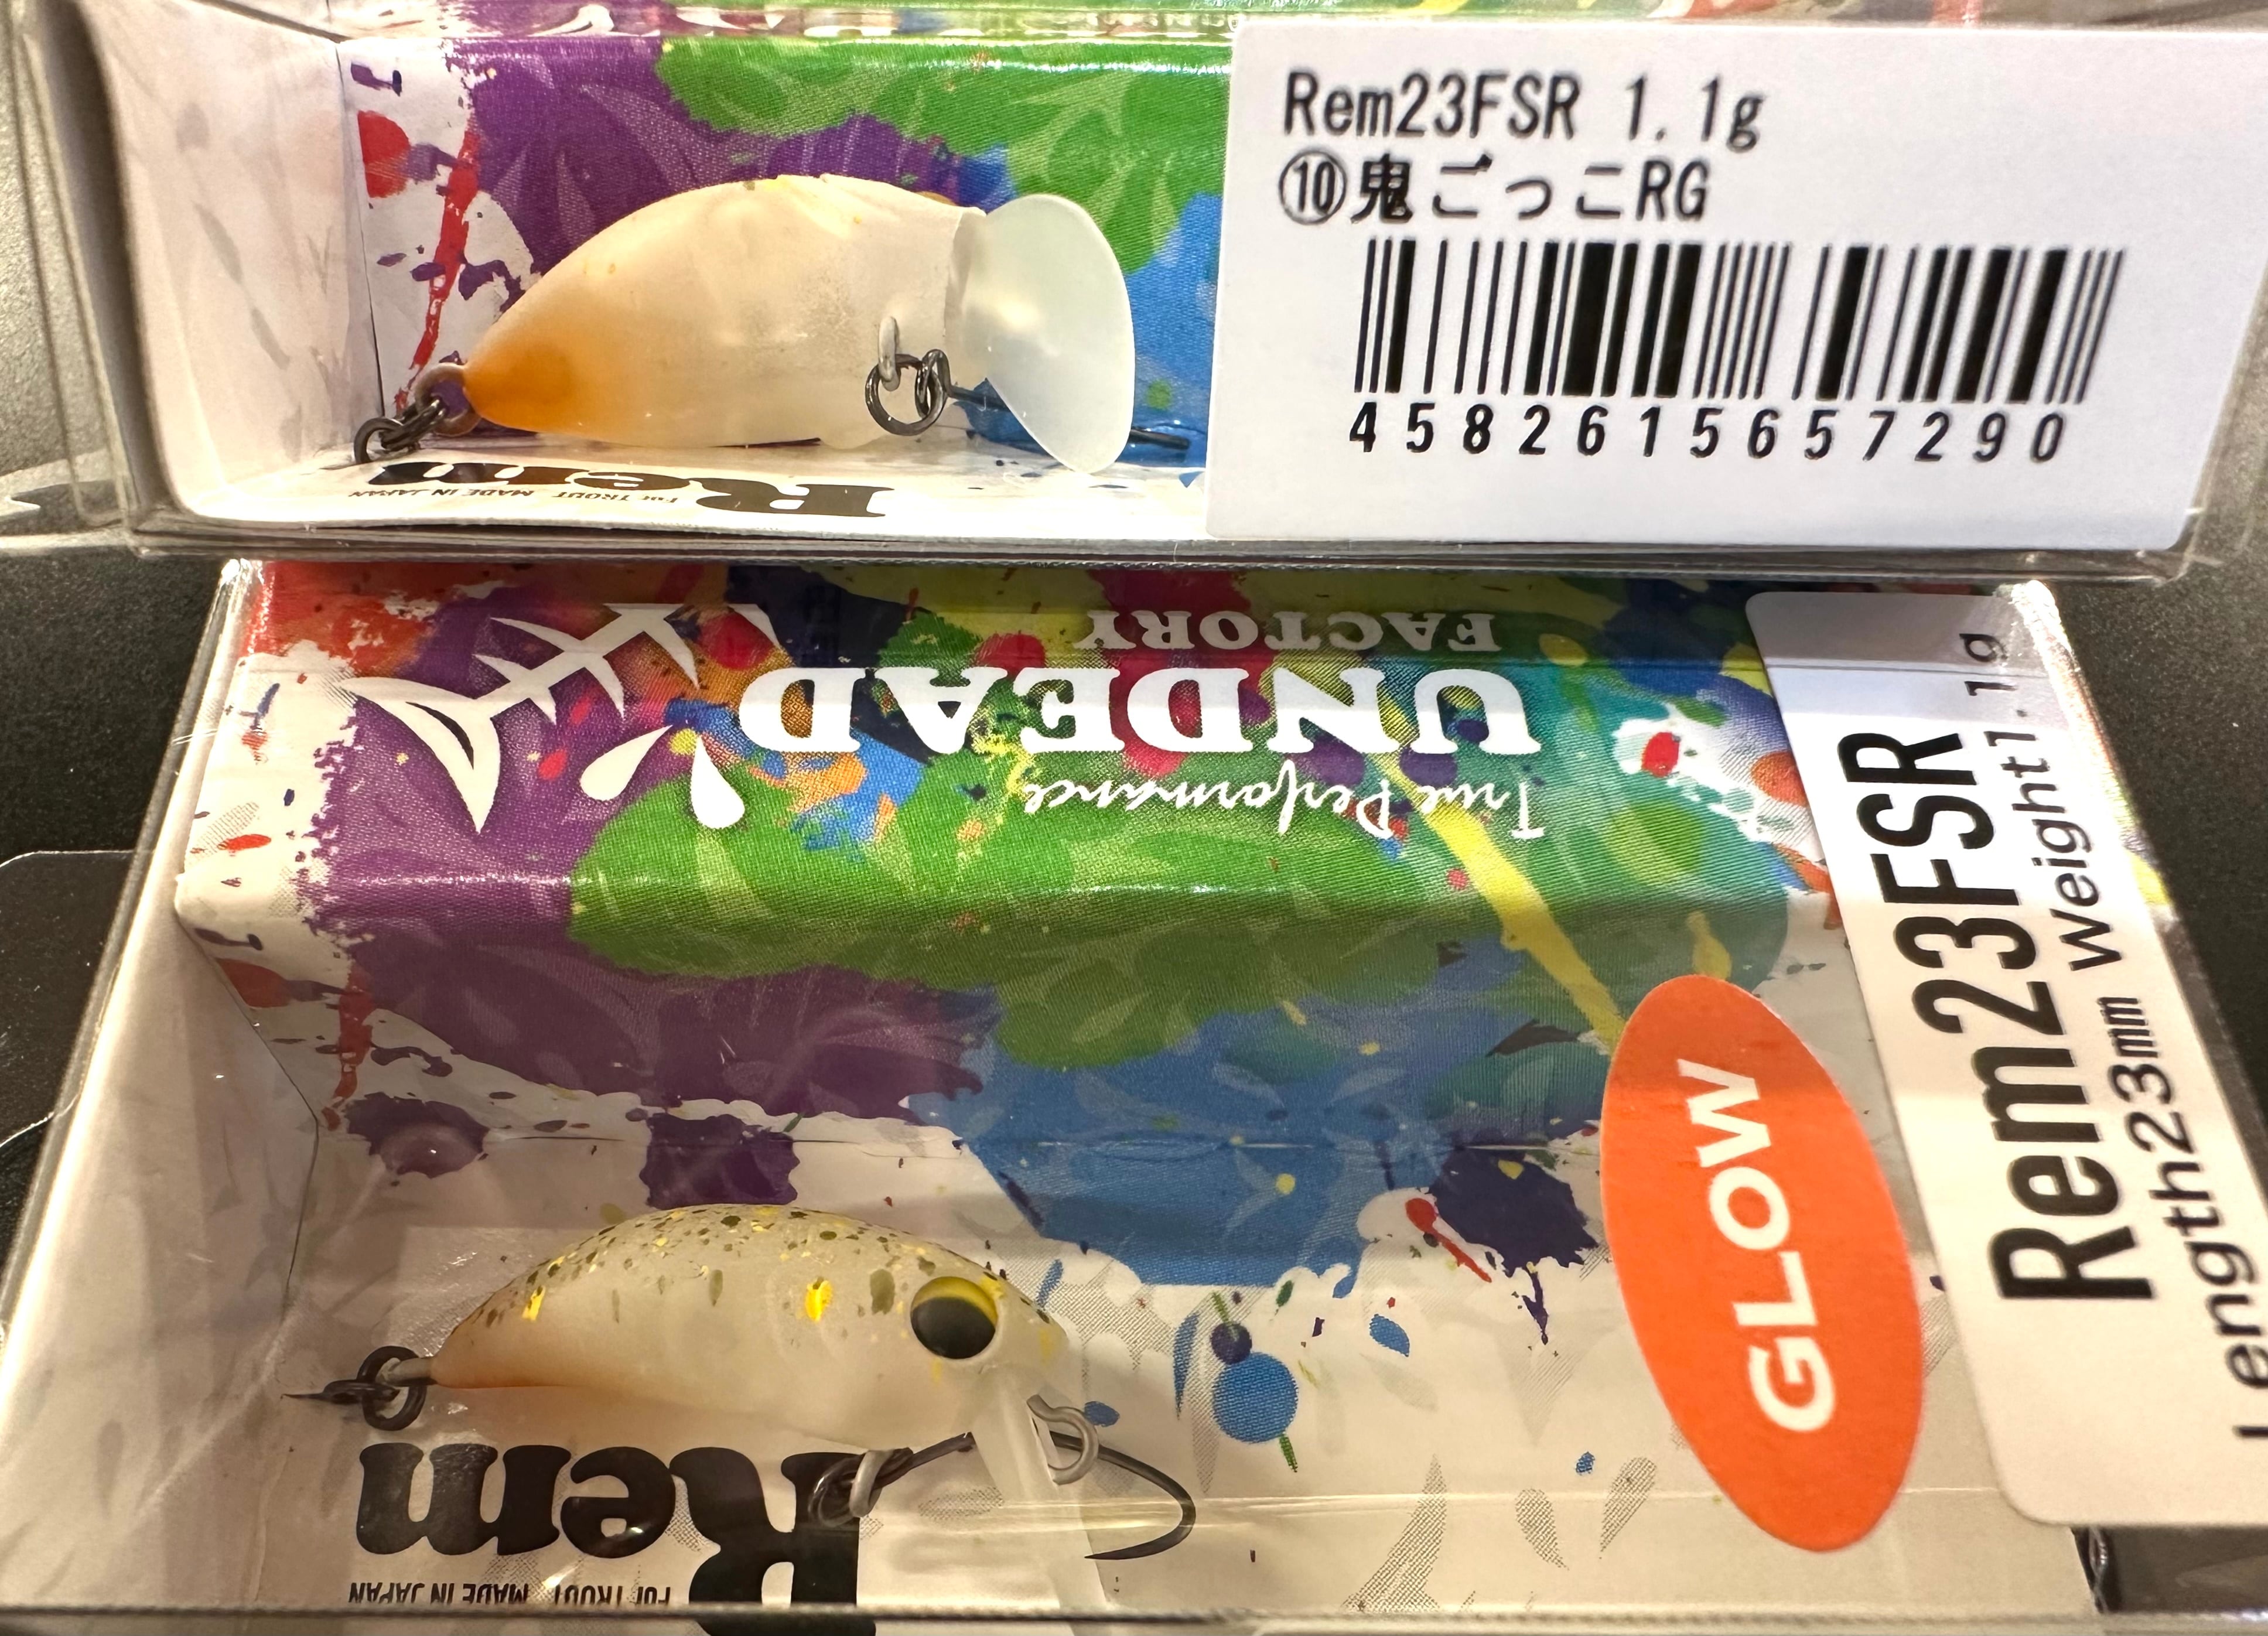 Rem23FSR 1.1g
⑩鬼ごっこRG
4582615657290
Rem
For TROUT MADE IN JAPAN
True Performance
UNDEAD
FACTORY
GLOW
Rem23FSR
Length23mm Weight1.1g
Rem
For TROUT MADE IN JAPAN